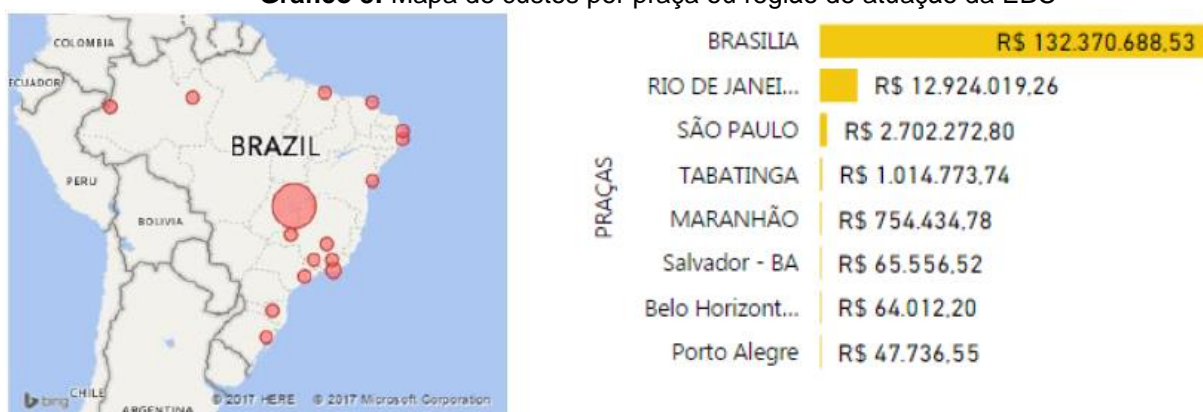 COLOMBIA
ECUADOR
BRAZIL
PERU
BOLIVIA
CHILE
ARGENTINA
bing
© 2017 HERE © 2017 Microsoft Corporation
PRAÇAS
BRASILIA R$ 132.370.688,53
RIO DE JANEI... R$ 12.924.019,26
SÃO PAULO R$ 2.702.272,80
TABATINGA R$ 1.014.773,74
MARANHÃO R$ 754.434,78
Salvador - BA R$ 65.556,52
Belo Horizont... R$ 64.012,20
Porto Alegre R$ 47.736,55